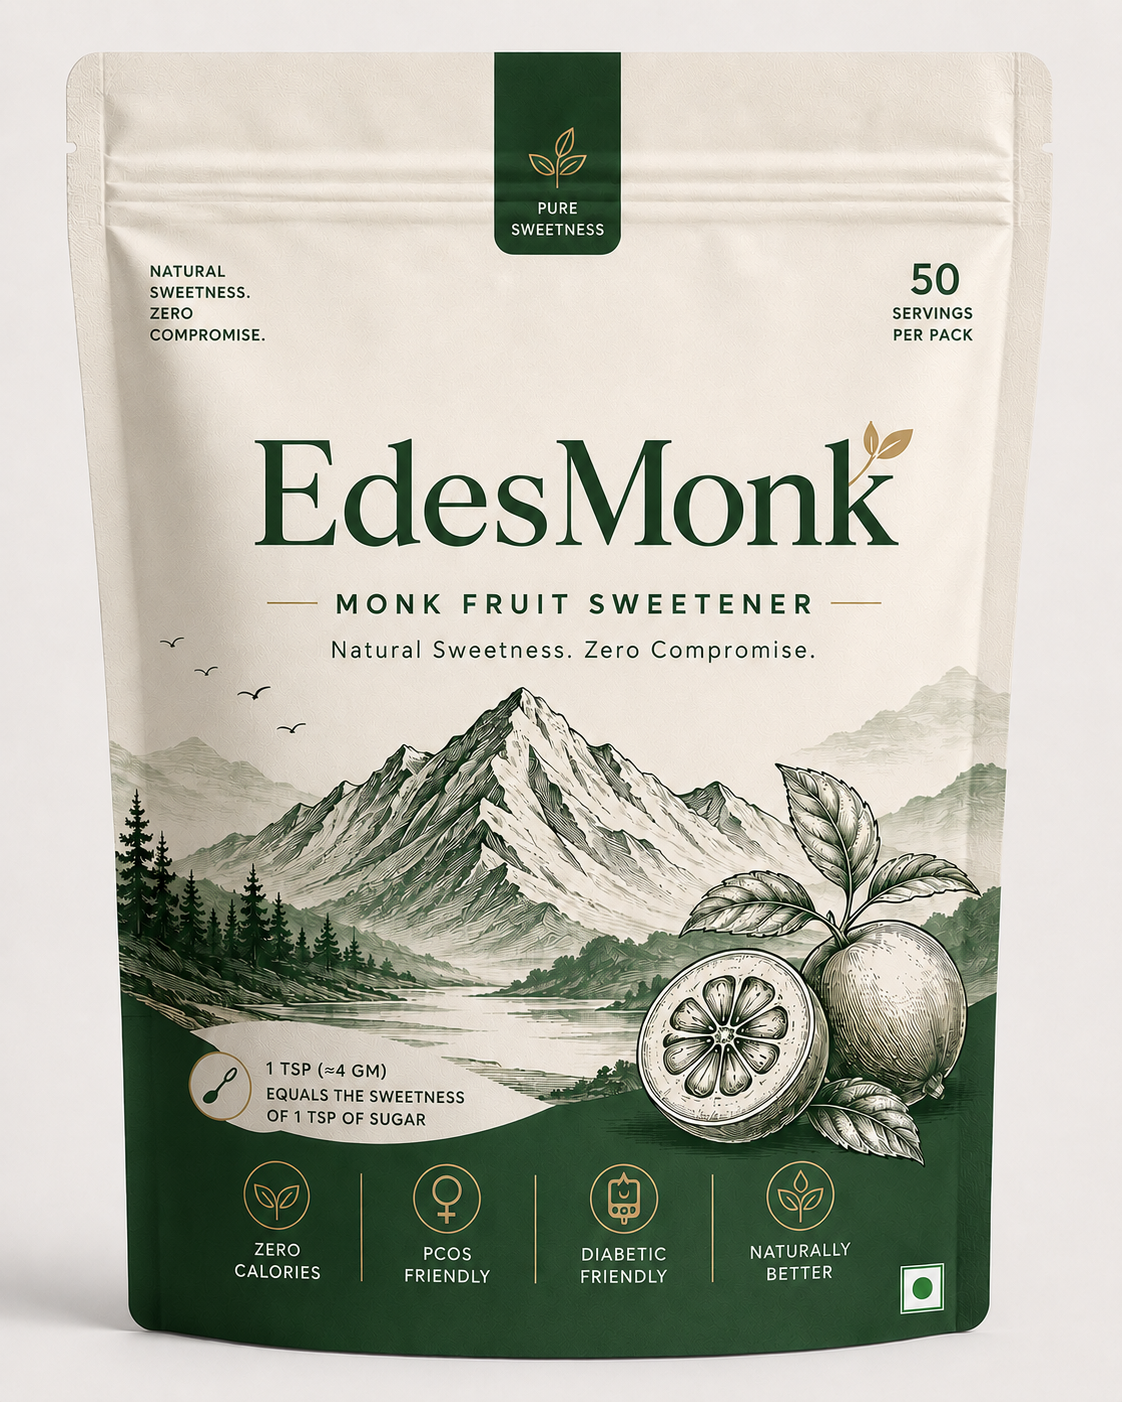 PURE
SWEETNESS
NATURAL
SWEETNESS.
ZERO
COMPROMISE.
50
SERVINGS
PER PACK
EdesMonk
MONK FRUIT SWEETENER
Natural Sweetness. Zero Compromise.
1 TSP (≈4 GM)
EQUALS THE SWEETNESS
OF 1 TSP OF SUGAR
ZERO
CALORIES
PCOS
FRIENDLY
DIABETIC
FRIENDLY
NATURALLY
BETTER